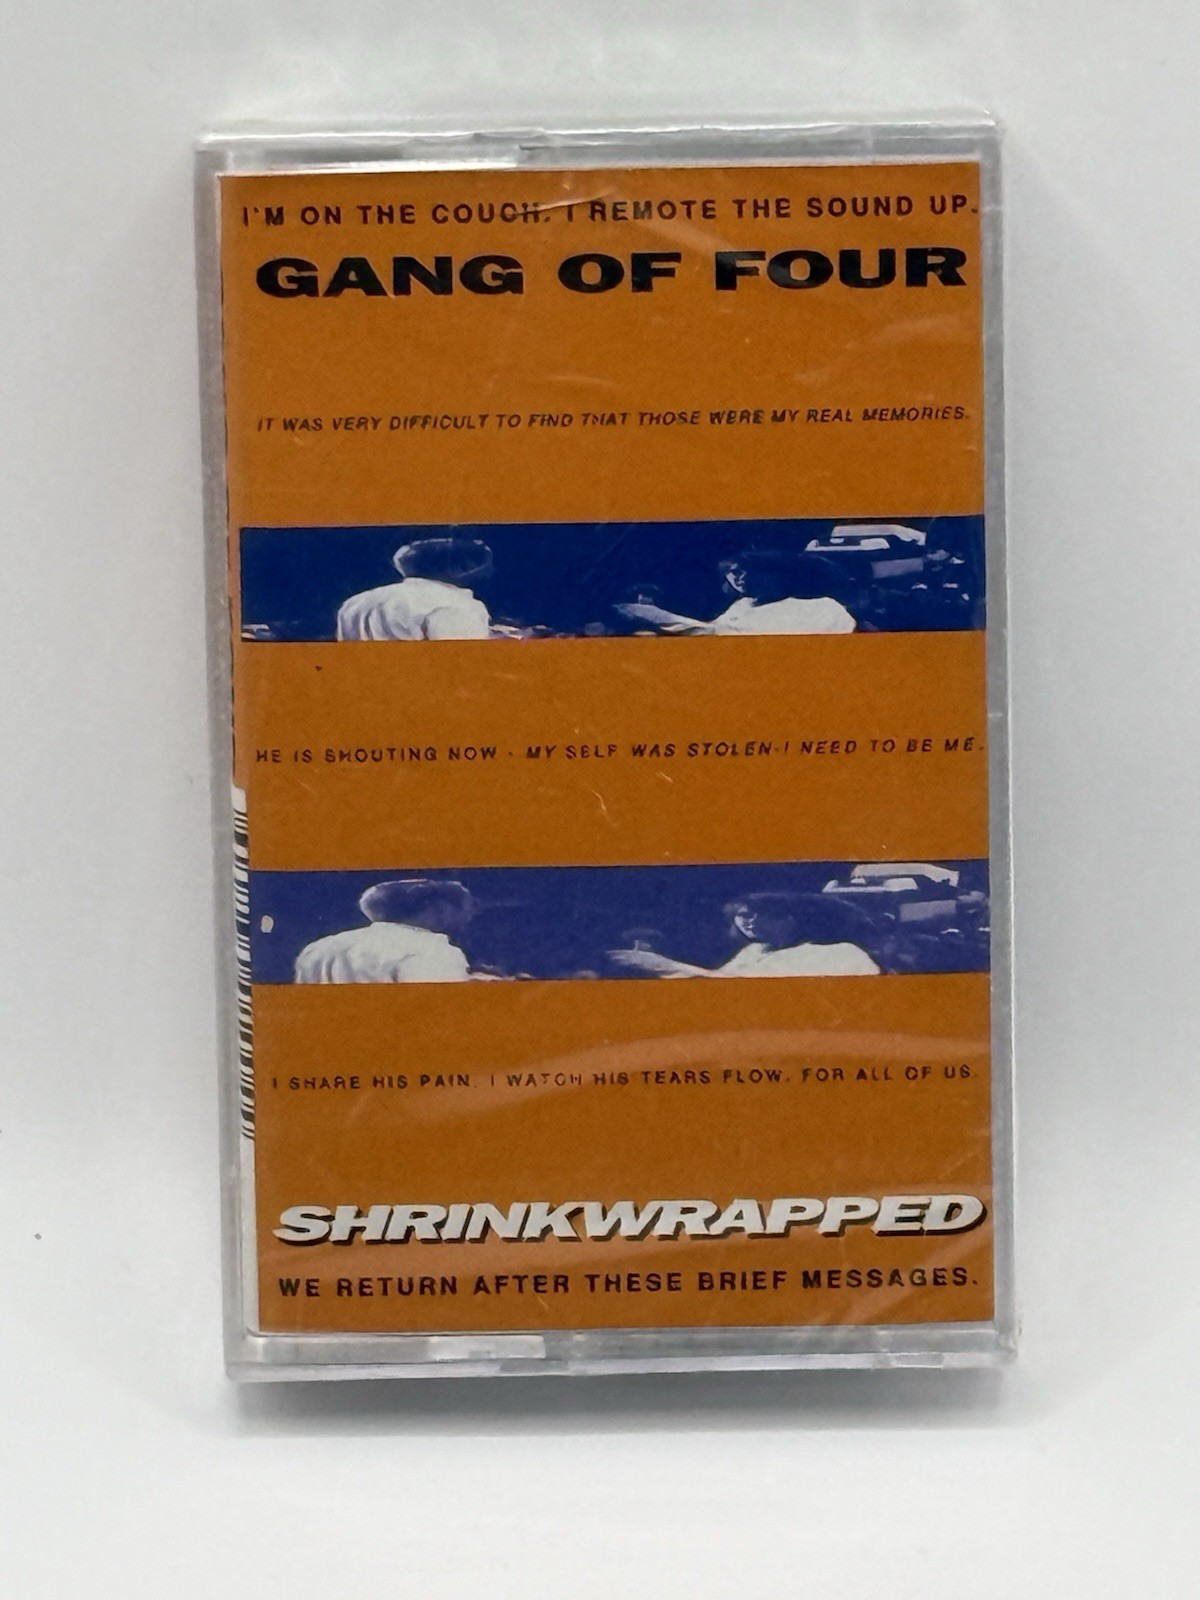 I'M ON THE COUCH. I REMOTE THE SOUND UP.
GANG OF FOUR
IT WAS VERY DIFFICULT TO FIND THAT THOSE WERE MY REAL MEMORIES.
HE IS SHOUTING NOW - MY SELF WAS STOLEN-I NEED TO BE ME.
I SHARE HIS PAIN. I WATCH HIS TEARS FLOW. FOR ALL OF US.
SHRINKWRAPPED
WE RETURN AFTER THESE BRIEF MESSAGES.